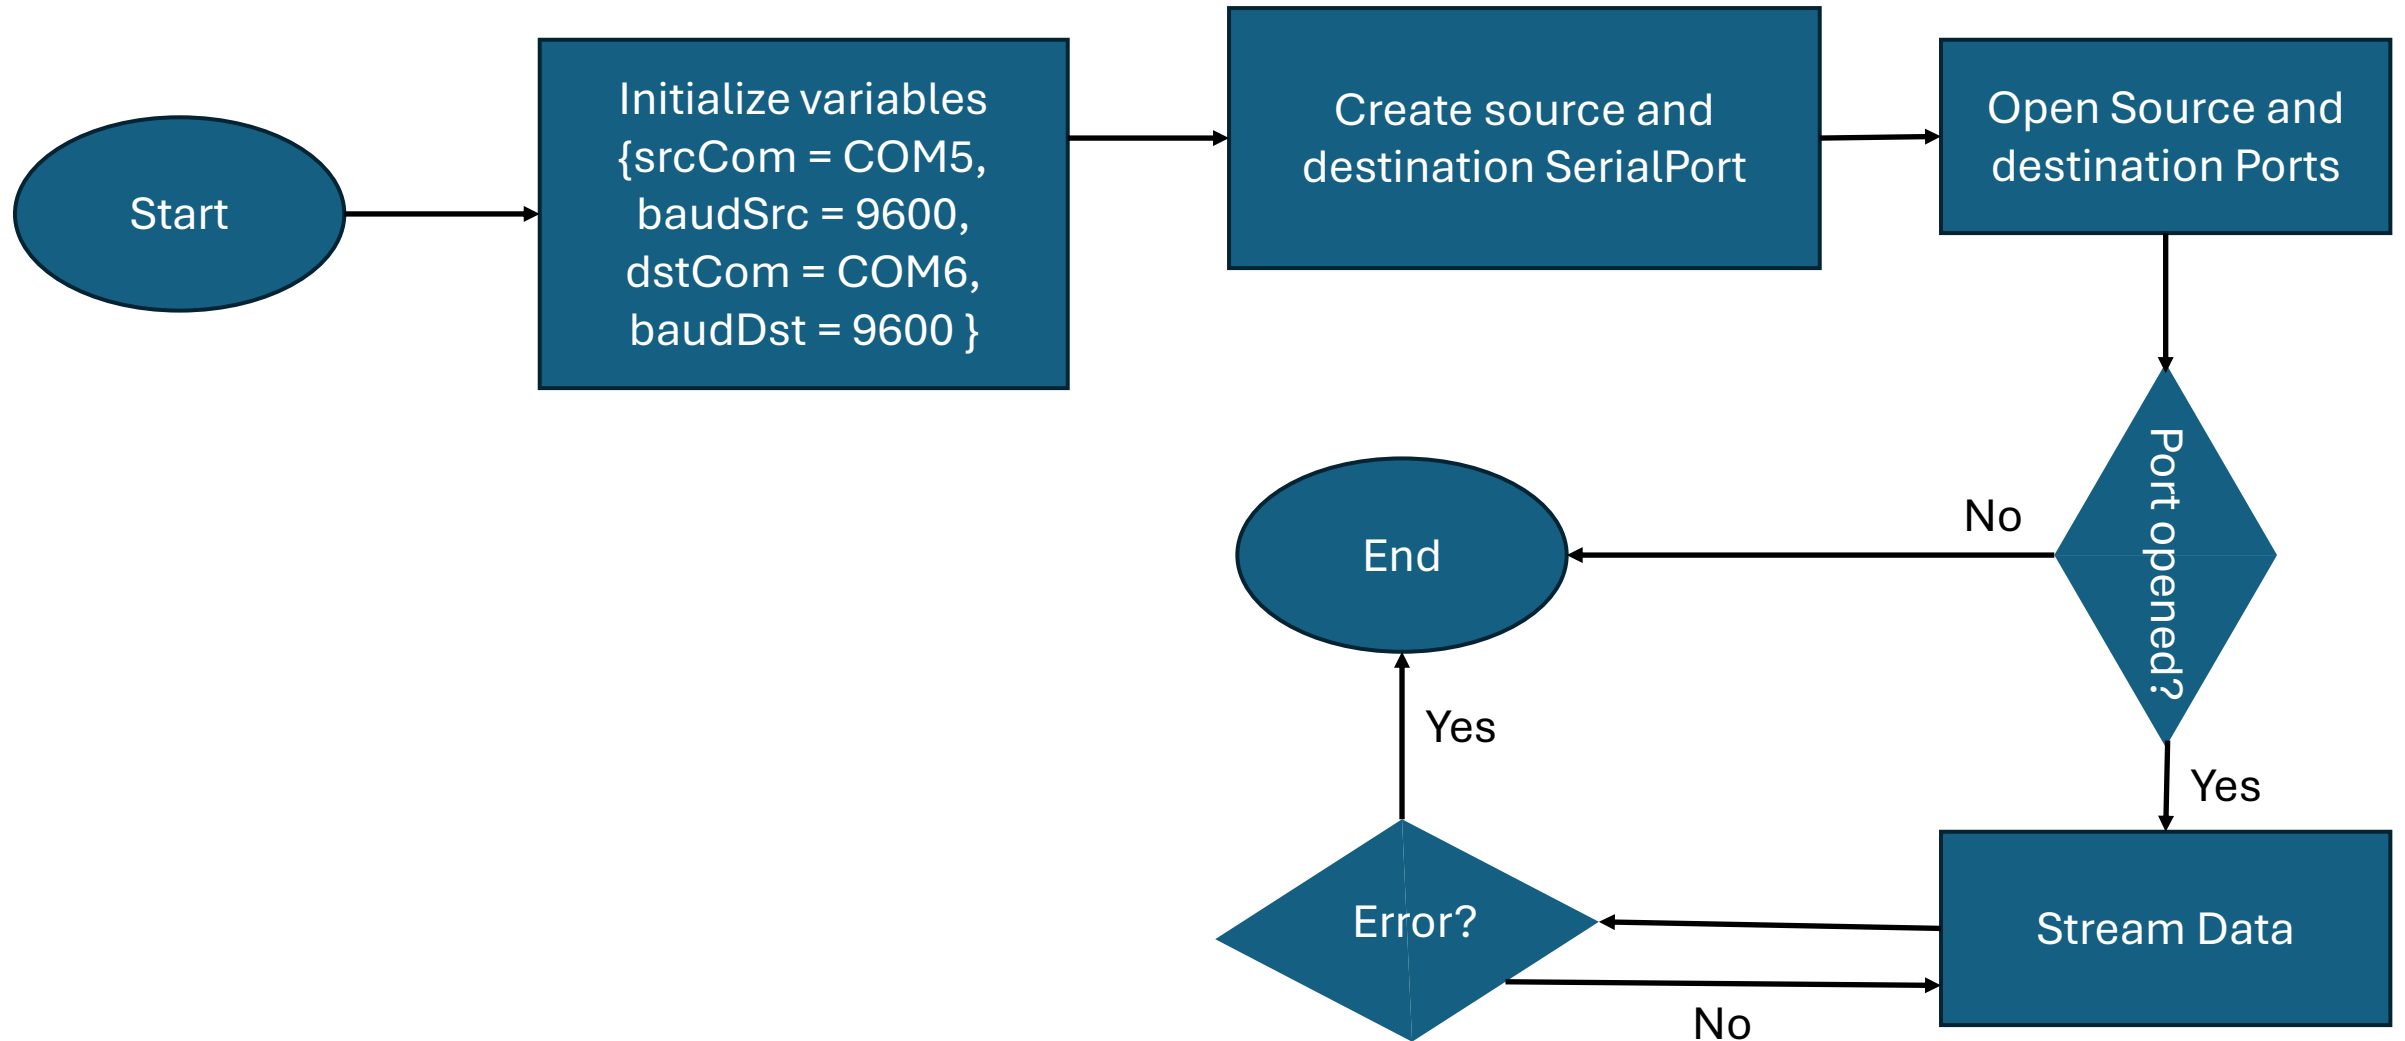 Start
Initialize variables
{srcCom = COM5,
baudSrc = 9600,
dstCom = COM6,
baudDst = 9600 }
Create source and
destination SerialPort
Open Source and
destination Ports
Port opened?
No
End
Yes
Yes
Error?
Stream Data
No